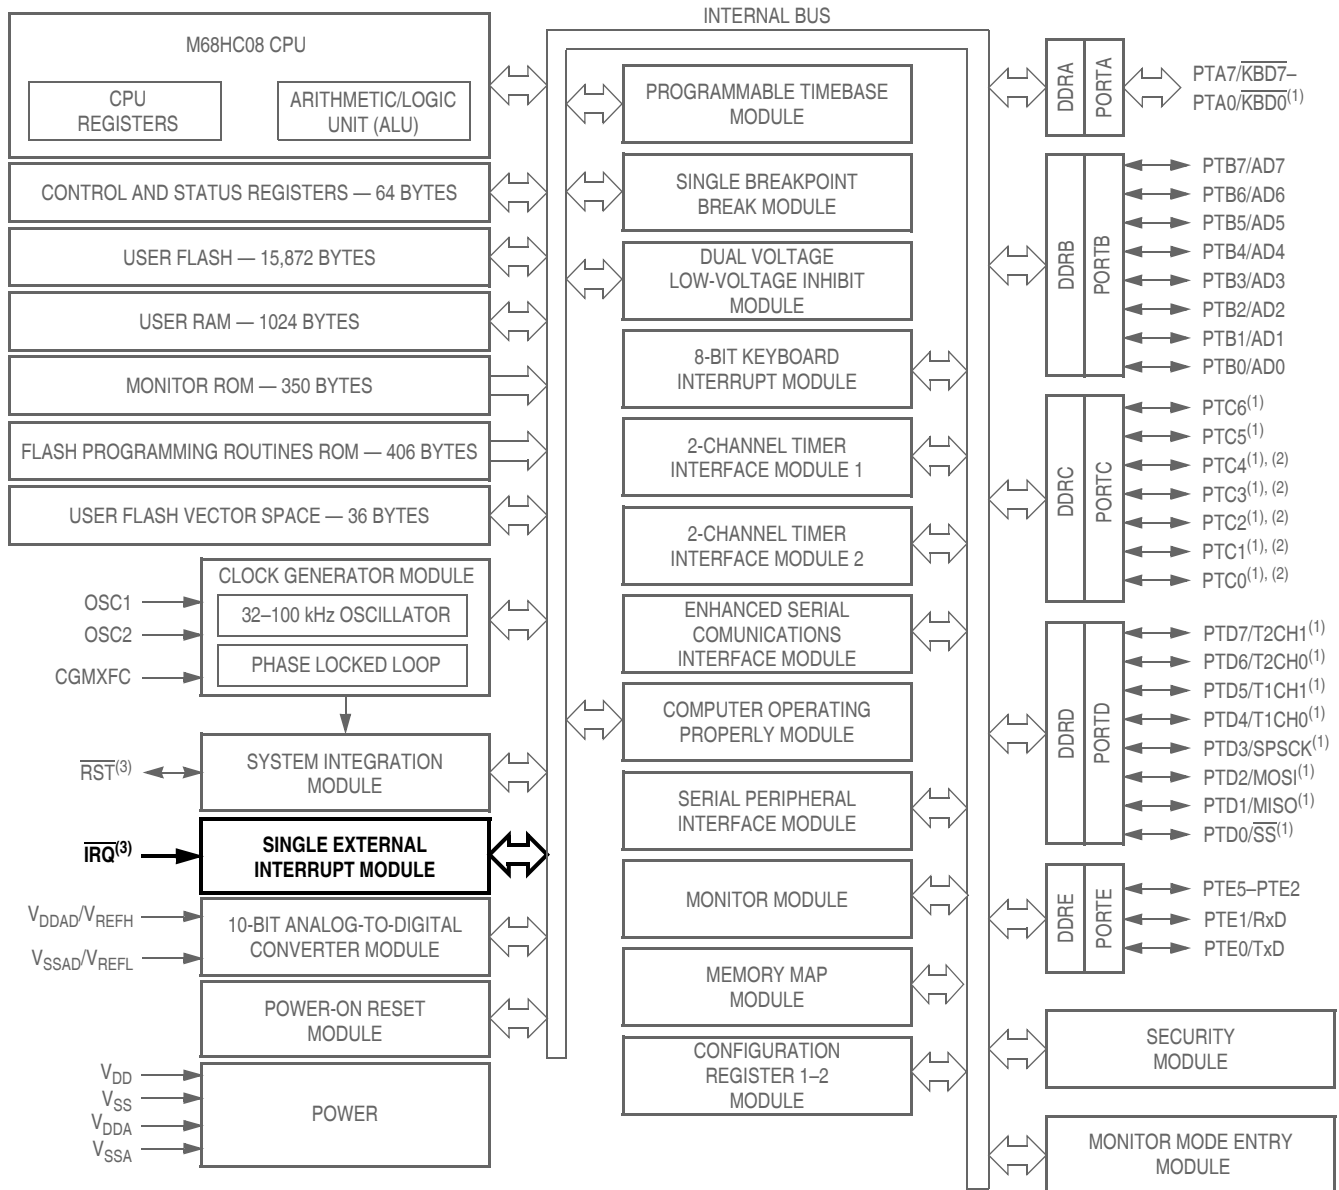 INTERNAL BUS
M68HC08 CPU
CPU
REGISTERS
ARITHMETIC/LOGIC
UNIT (ALU)
CONTROL AND STATUS REGISTERS — 64 BYTES
USER FLASH — 15,872 BYTES
USER RAM — 1024 BYTES
MONITOR ROM — 350 BYTES
FLASH PROGRAMMING ROUTINES ROM — 406 BYTES
USER FLASH VECTOR SPACE — 36 BYTES
CLOCK GENERATOR MODULE
32–100 kHz OSCILLATOR
PHASE LOCKED LOOP
OSC1
OSC2
CGMXFC
SYSTEM INTEGRATION
MODULE
RST(3)
SINGLE EXTERNAL
INTERRUPT MODULE
IRQ(3)
10-BIT ANALOG-TO-DIGITAL
CONVERTER MODULE
VDDAD/VREFH
VSSAD/VREFL
POWER-ON RESET
MODULE
POWER
VDD
VSS
VDDA
VSSA
PROGRAMMABLE TIMEBASE
MODULE
SINGLE BREAKPOINT
BREAK MODULE
DUAL VOLTAGE
LOW-VOLTAGE INHIBIT
MODULE
8-BIT KEYBOARD
INTERRUPT MODULE
2-CHANNEL TIMER
INTERFACE MODULE 1
2-CHANNEL TIMER
INTERFACE MODULE 2
ENHANCED SERIAL
COMUNICATIONS
INTERFACE MODULE
COMPUTER OPERATING
PROPERLY MODULE
SERIAL PERIPHERAL
INTERFACE MODULE
MONITOR MODULE
MEMORY MAP
MODULE
CONFIGURATION
REGISTER 1–2
MODULE
DDRA
PORTA
PTA7/KBD7–
PTA0/KBD0(1)
DDRB
PORTB
PTB7/AD7
PTB6/AD6
PTB5/AD5
PTB4/AD4
PTB3/AD3
PTB2/AD2
PTB1/AD1
PTB0/AD0
DDRC
PORTC
PTC6(1)
PTC5(1)
PTC4(1), (2)
PTC3(1), (2)
PTC2(1), (2)
PTC1(1), (2)
PTC0(1), (2)
DDRD
PORTD
PTD7/T2CH1(1)
PTD6/T2CH0(1)
PTD5/T1CH1(1)
PTD4/T1CH0(1)
PTD3/SPSCK(1)
PTD2/MOSI(1)
PTD1/MISO(1)
PTD0/SS(1)
DDRE
PORTE
PTE5–PTE2
PTE1/RxD
PTE0/TxD
SECURITY
MODULE
MONITOR MODE ENTRY
MODULE